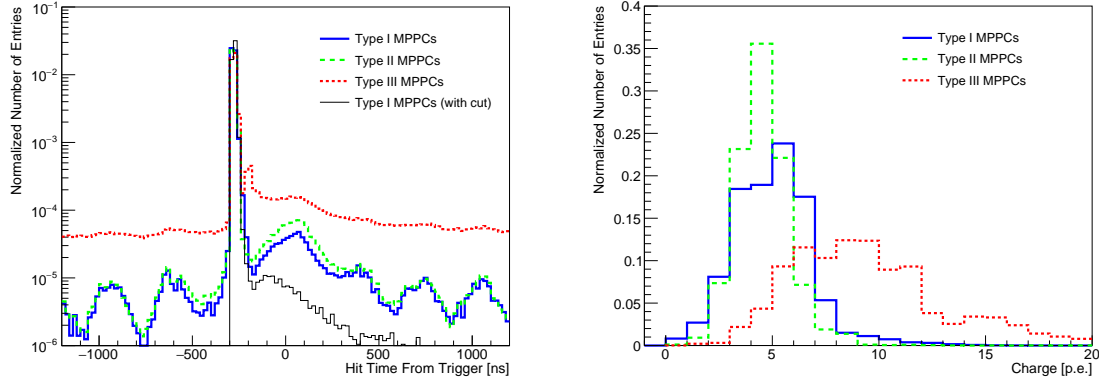 Normalized Number of Entries
10⁻¹
10⁻²
10⁻³
10⁻⁴
10⁻⁵
10⁻⁶
−1000 −500 0 500 1000
Hit Time From Trigger [ns]
Type I MPPCs
Type II MPPCs
Type III MPPCs
Type I MPPCs (with cut)
Normalized Number of Entries
0.4
0.35
0.3
0.25
0.2
0.15
0.1
0.05
0
0 5 10 15 20
Charge [p.e.]
Type I MPPCs
Type II MPPCs
Type III MPPCs